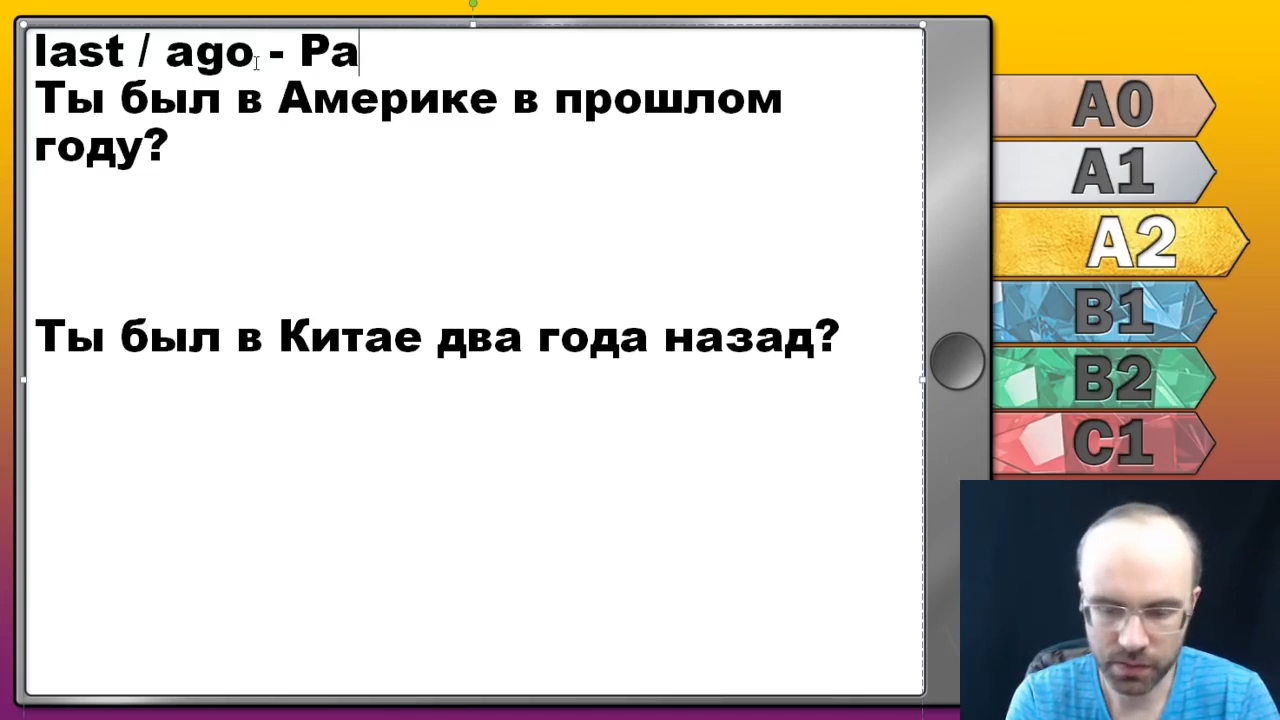 last / ago - Pa
Ты был в Америке в прошлом
году?
Ты был в Китае два года назад?
A0
A1
A2
B1
B2
C1